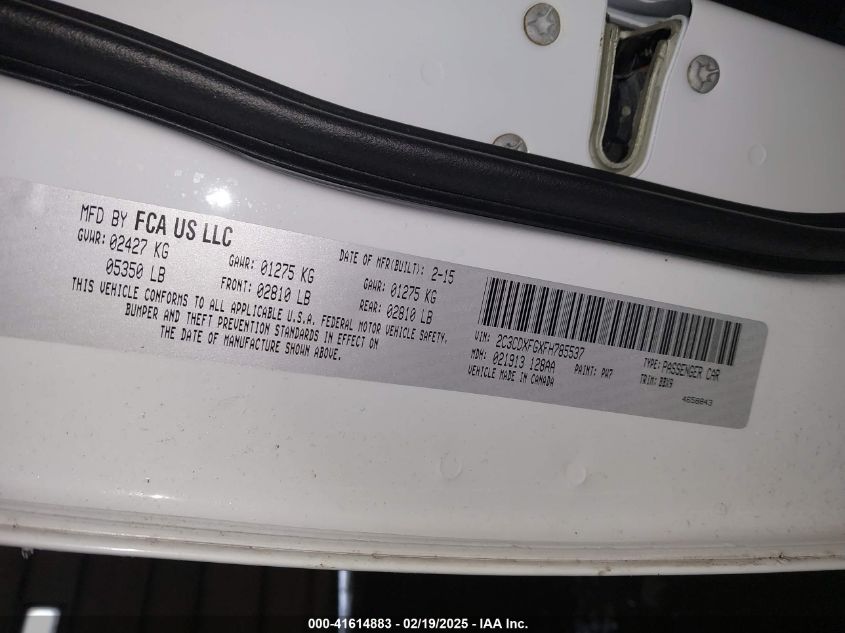 MFD BY FCA US LLC
DATE OF MFR(BUILT): 2-15
GVWR: 02427 KG GAWR: 01275 KG GAWR: 01275 KG
05350 LB FRONT: 02810 LB REAR: 02810 LB
THIS VEHICLE CONFORMS TO ALL APPLICABLE U.S.A. FEDERAL MOTOR VEHICLE SAFETY,
BUMPER AND THEFT PREVENTION STANDARDS IN EFFECT ON
THE DATE OF MANUFACTURE SHOWN ABOVE.
VIN: 2C3CDXFGXFH785537 TYPE: PASSENGER CAR
MDH: 021913 128AA PAINT: PW7 TRIM: BBX9
VEHICLE MADE IN CANADA
4658843
000-41614883 — 02/19/2025 — IAA Inc.